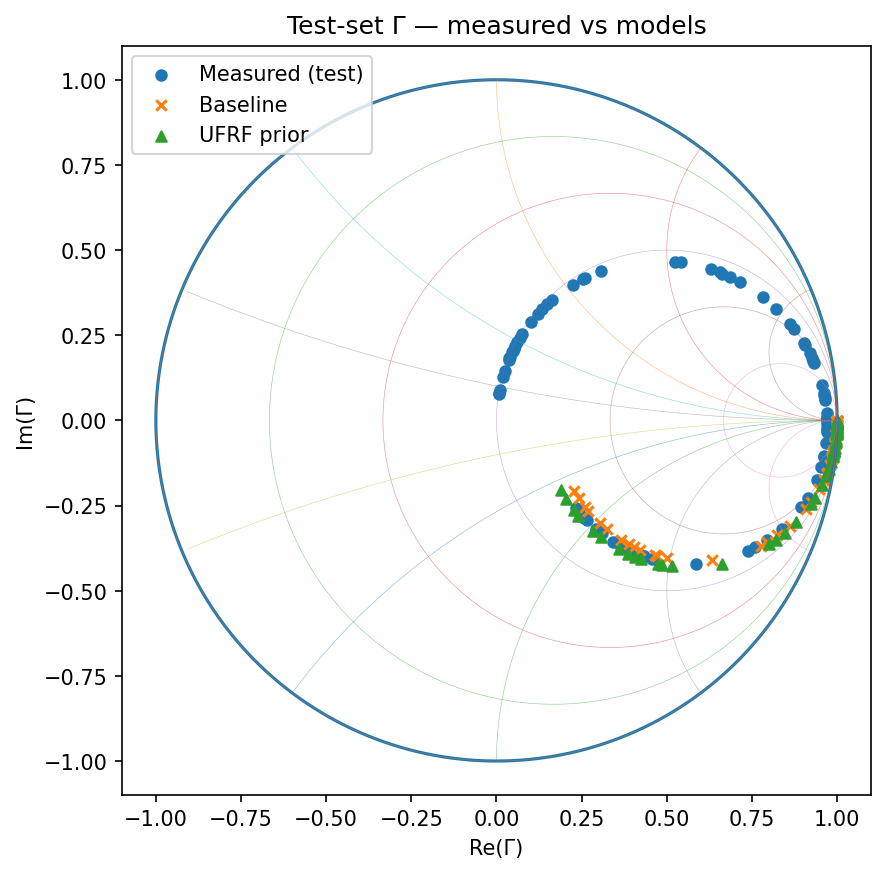 Test-set Γ — measured vs models
Measured (test)
Baseline
UFRF prior
1.00
0.75
0.50
0.25
0.00
−0.25
−0.50
−0.75
−1.00
Im(Γ)
−1.00 −0.75 −0.50 −0.25 0.00 0.25 0.50 0.75 1.00
Re(Γ)